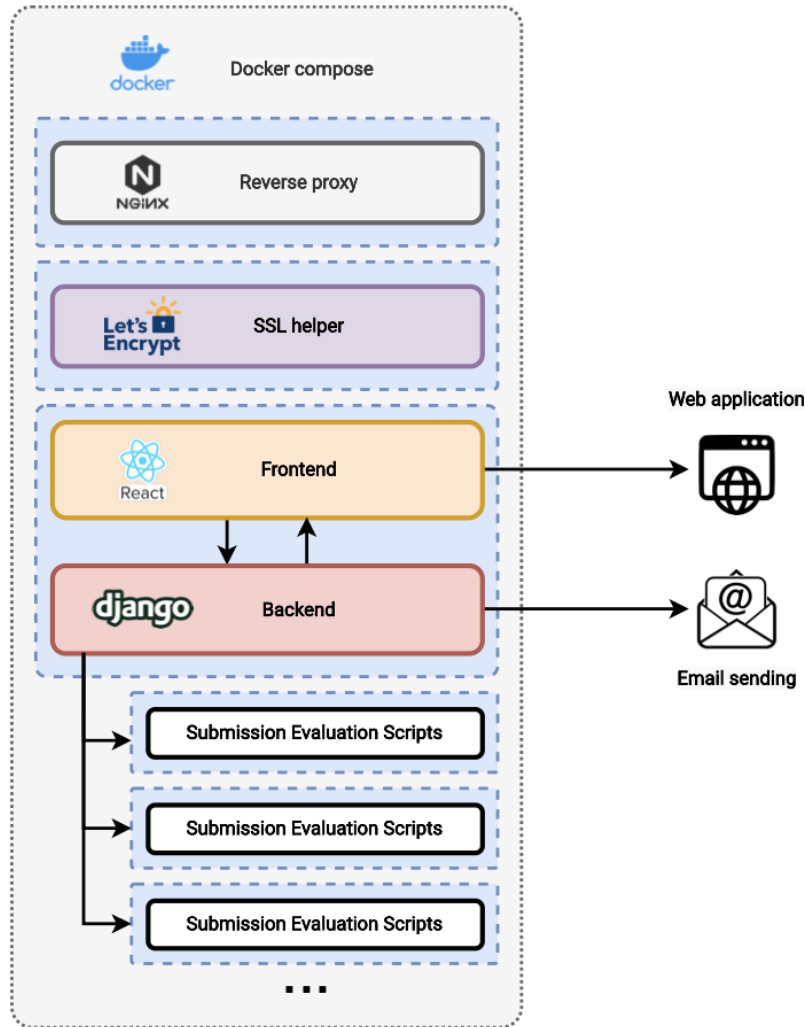 docker
Docker compose
NGINX
Reverse proxy
Let's
Encrypt
SSL helper
Web application
React
Frontend
django
Backend
@
Email sending
Submission Evaluation Scripts
Submission Evaluation Scripts
Submission Evaluation Scripts
...